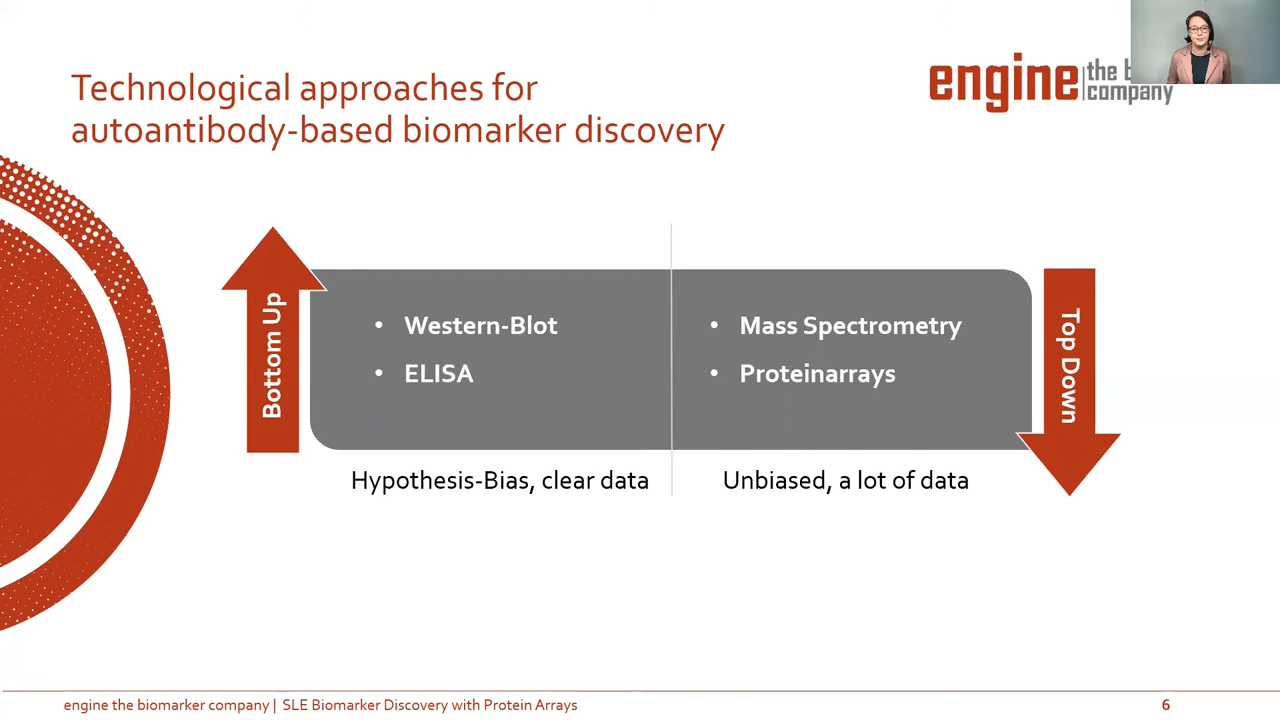 Technological approaches for
autoantibody-based biomarker discovery
engine
the b
company
Bottom Up
• Western-Blot
• ELISA
• Mass Spectrometry
• Proteinarrays
Top Down
Hypothesis-Bias, clear data
Unbiased, a lot of data
engine the biomarker company | SLE Biomarker Discovery with Protein Arrays
6